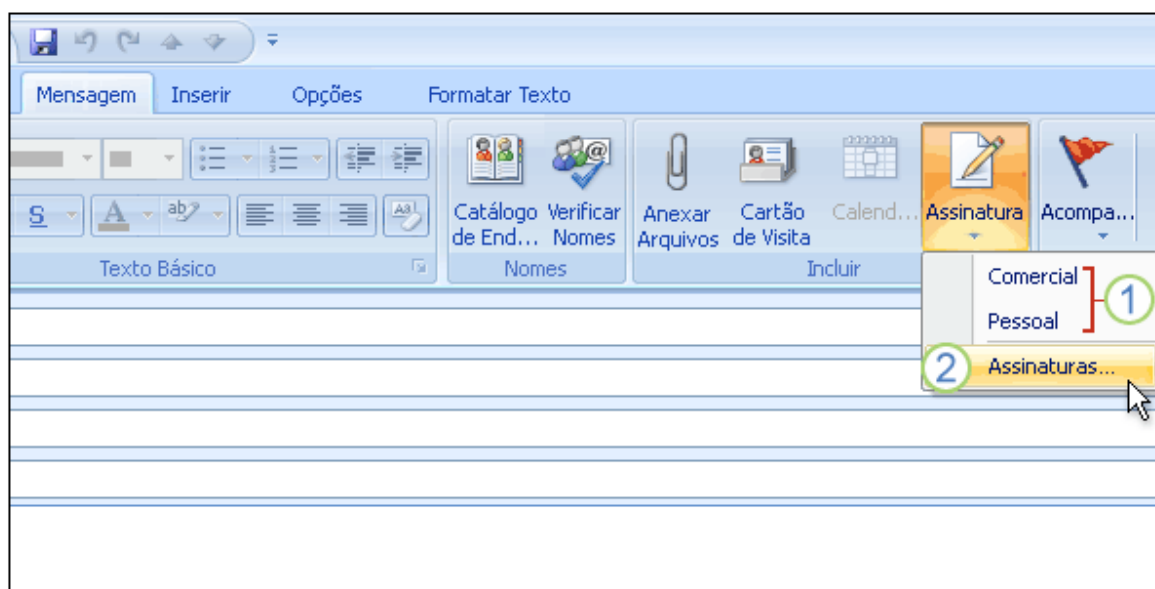 Mensagem Inserir Opções Formatar Texto
S A ab
Catálogo de End... Verificar Nomes Anexar Arquivos Cartão de Visita Calend... Assinatura Acompa...
Texto Básico Nomes Incluir
Comercial
1
Pessoal
2 Assinaturas...